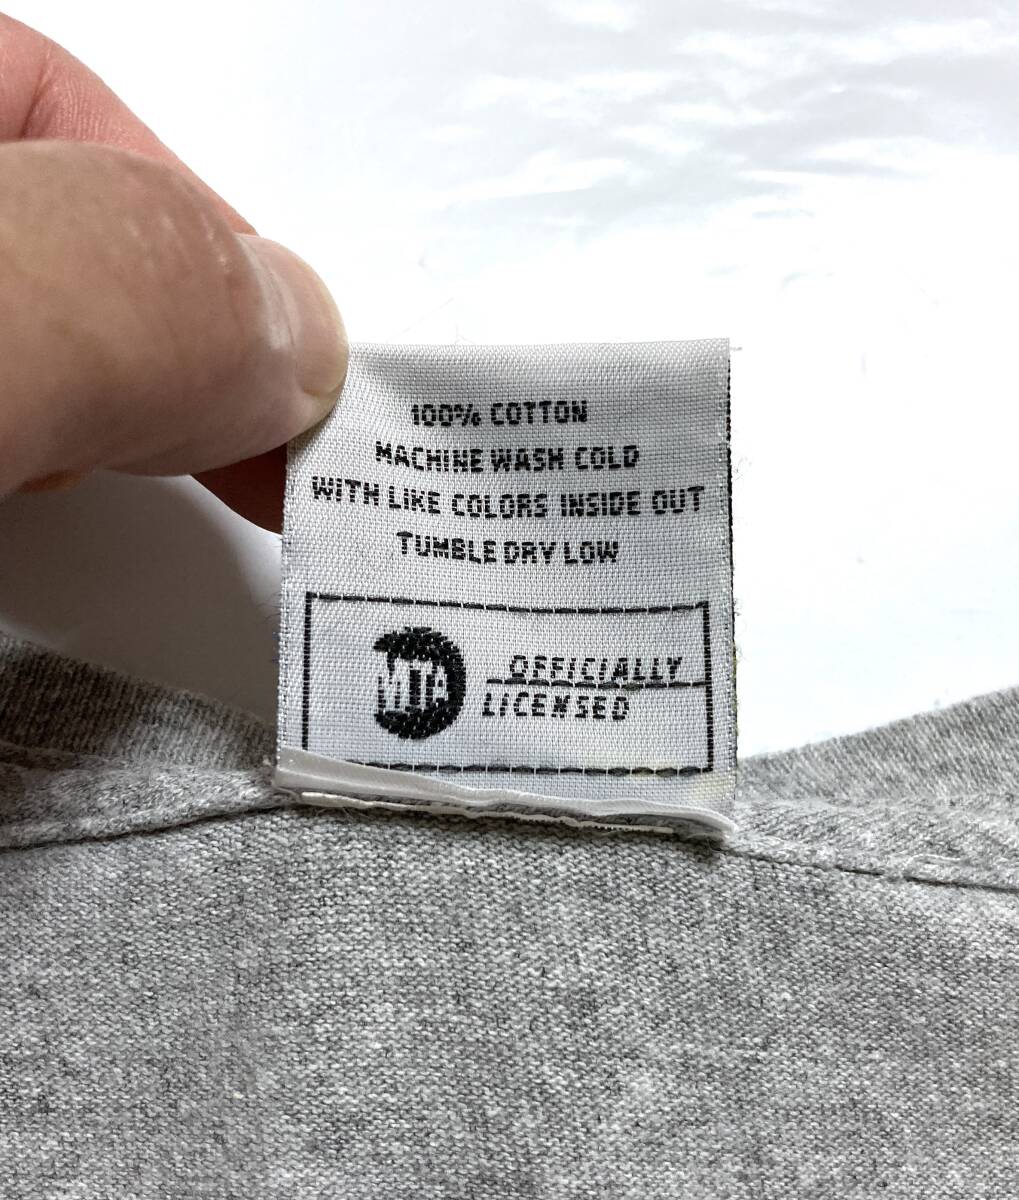 100% COTTON
MACHINE WASH COLD
WITH LIKE COLORS INSIDE OUT
TUMBLE DRY LOW
MTA
OFFICIALLY
LICENSED